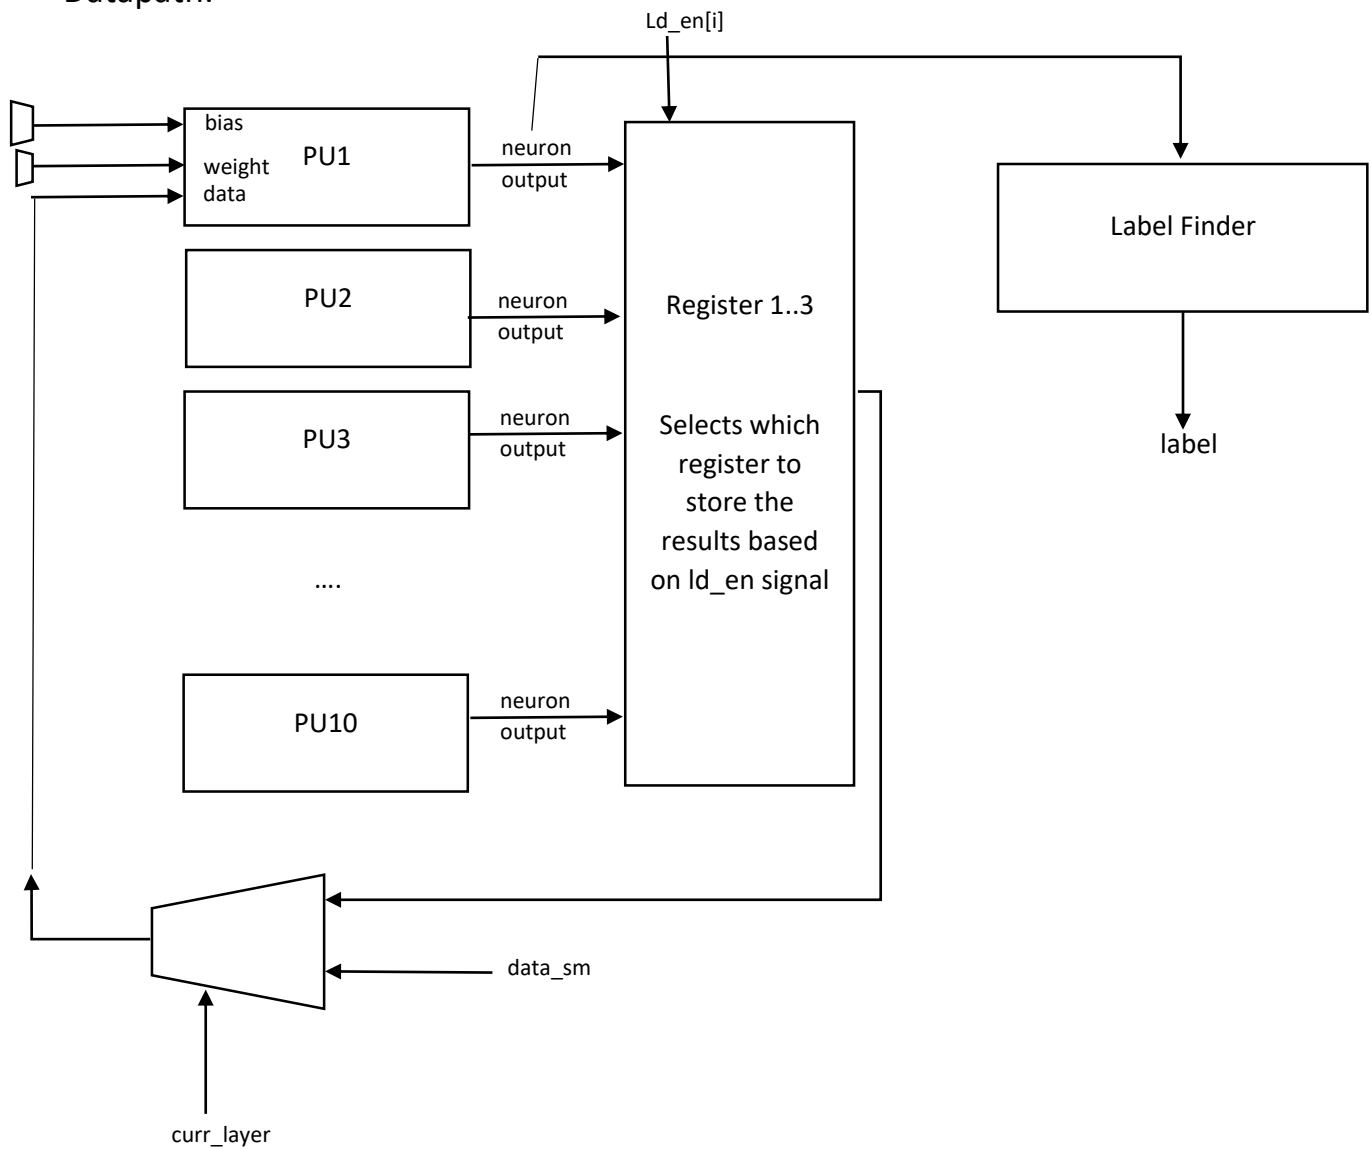 Datapath:
Ld_en[i]
bias
PU1
weight
data
neuron
output
Label Finder
PU2
neuron
output
Register 1..3
PU3
neuron
output
Selects which
register to
store the
results based
on ld_en signal
label
....
PU10
neuron
output
data_sm
curr_layer